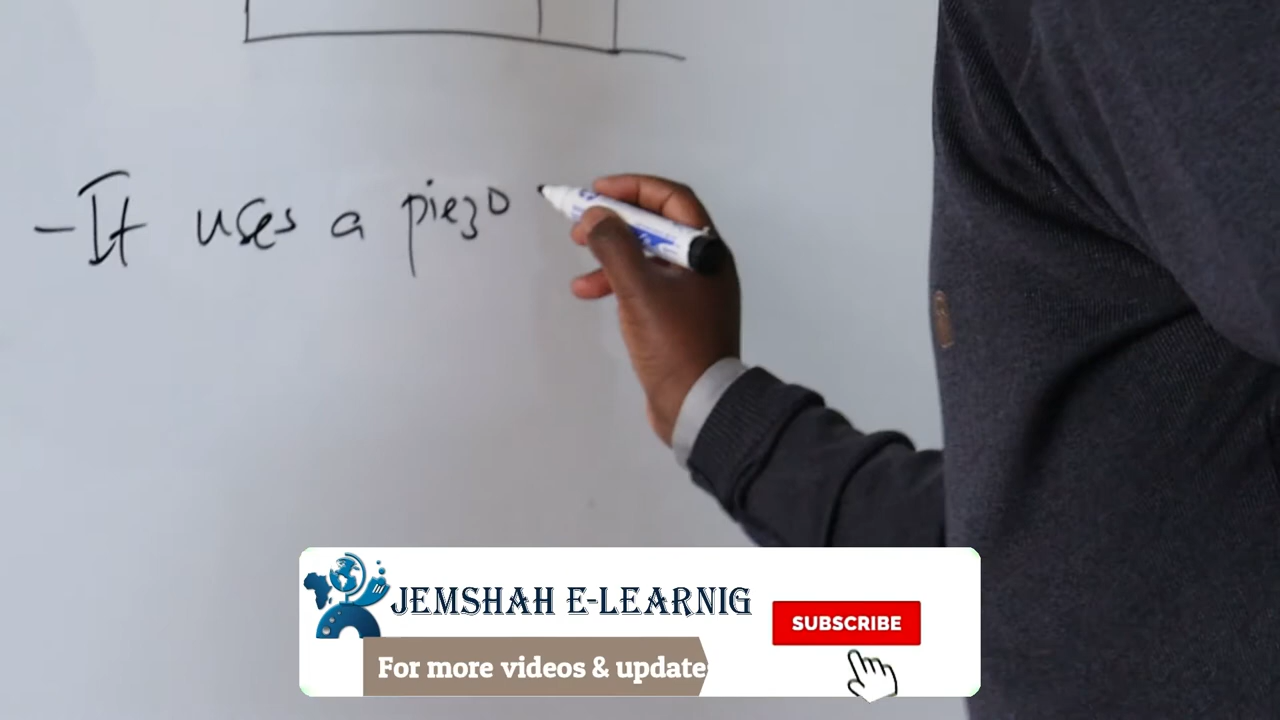 -It uses a piezo
JEMSHAH E-LEARNIG
SUBSCRIBE
For more videos & update